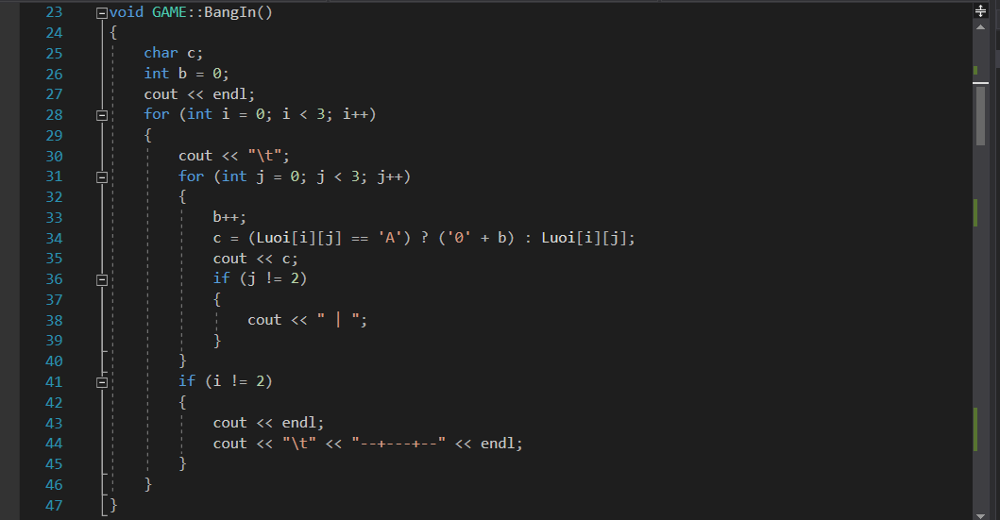 23 void GAME::BangIn()
24 {
25 char c;
26 int b = 0;
27 cout << endl;
28 for (int i = 0; i < 3; i++)
29 {
30 cout << "\t";
31 for (int j = 0; j < 3; j++)
32 {
33 b++;
34 c = (Luoi[i][j] == 'A') ? ('0' + b) : Luoi[i][j];
35 cout << c;
36 if (j != 2)
37 {
38 cout << " | ";
39 }
40 }
41 if (i != 2)
42 {
43 cout << endl;
44 cout << "\t" << "--+---+--" << endl;
45 }
46 }
47 }